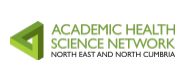 ACADEMIC HEALTH
SCIENCE NETWORK
NORTH EAST AND NORTH CUMBRIA